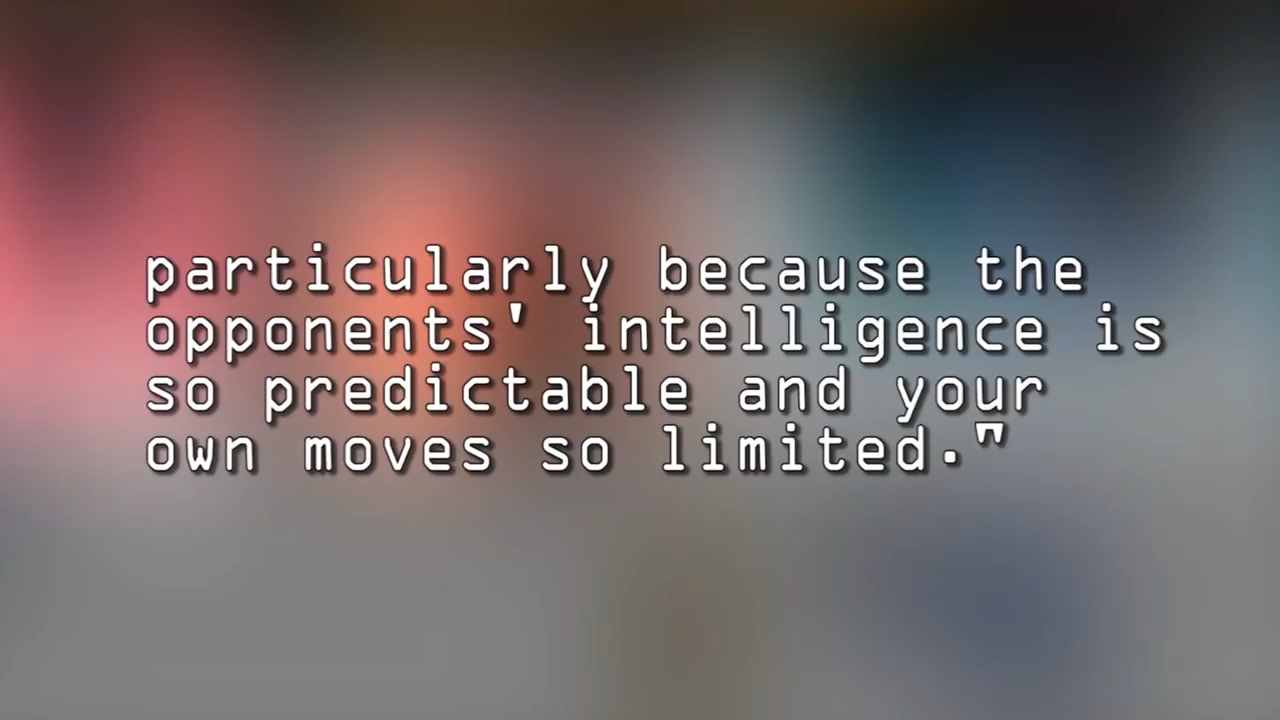 particularly because the
opponents' intelligence is
so predictable and your
own moves so limited."